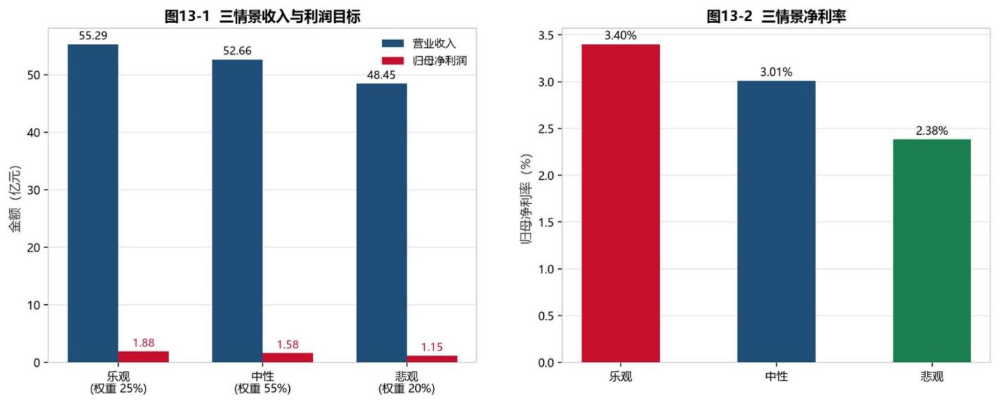 图13-1 三情景收入与利润目标
营业收入
归母净利润
金额（亿元）
50
40
30
20
10
0
55.29
52.66
48.45
1.88
1.58
1.15
乐观
(权重 25%)
中性
(权重 55%)
悲观
(权重 20%)
图13-2 三情景净利率
归母净利率（%）
3.5
3.0
2.5
2.0
1.5
1.0
0.5
0.0
3.40%
3.01%
2.38%
乐观
中性
悲观